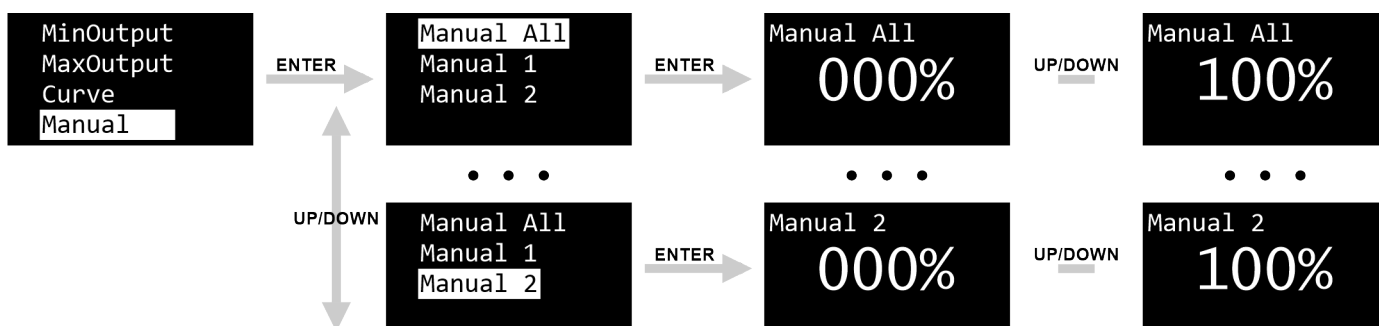 MinOutput
MaxOutput
Curve
Manual
ENTER
Manual All
Manual 1
Manual 2
ENTER
Manual All
000%
UP/DOWN
Manual All
100%
• • •
• • •
• • •
UP/DOWN
Manual All
Manual 1
Manual 2
ENTER
Manual 2
000%
UP/DOWN
Manual 2
100%